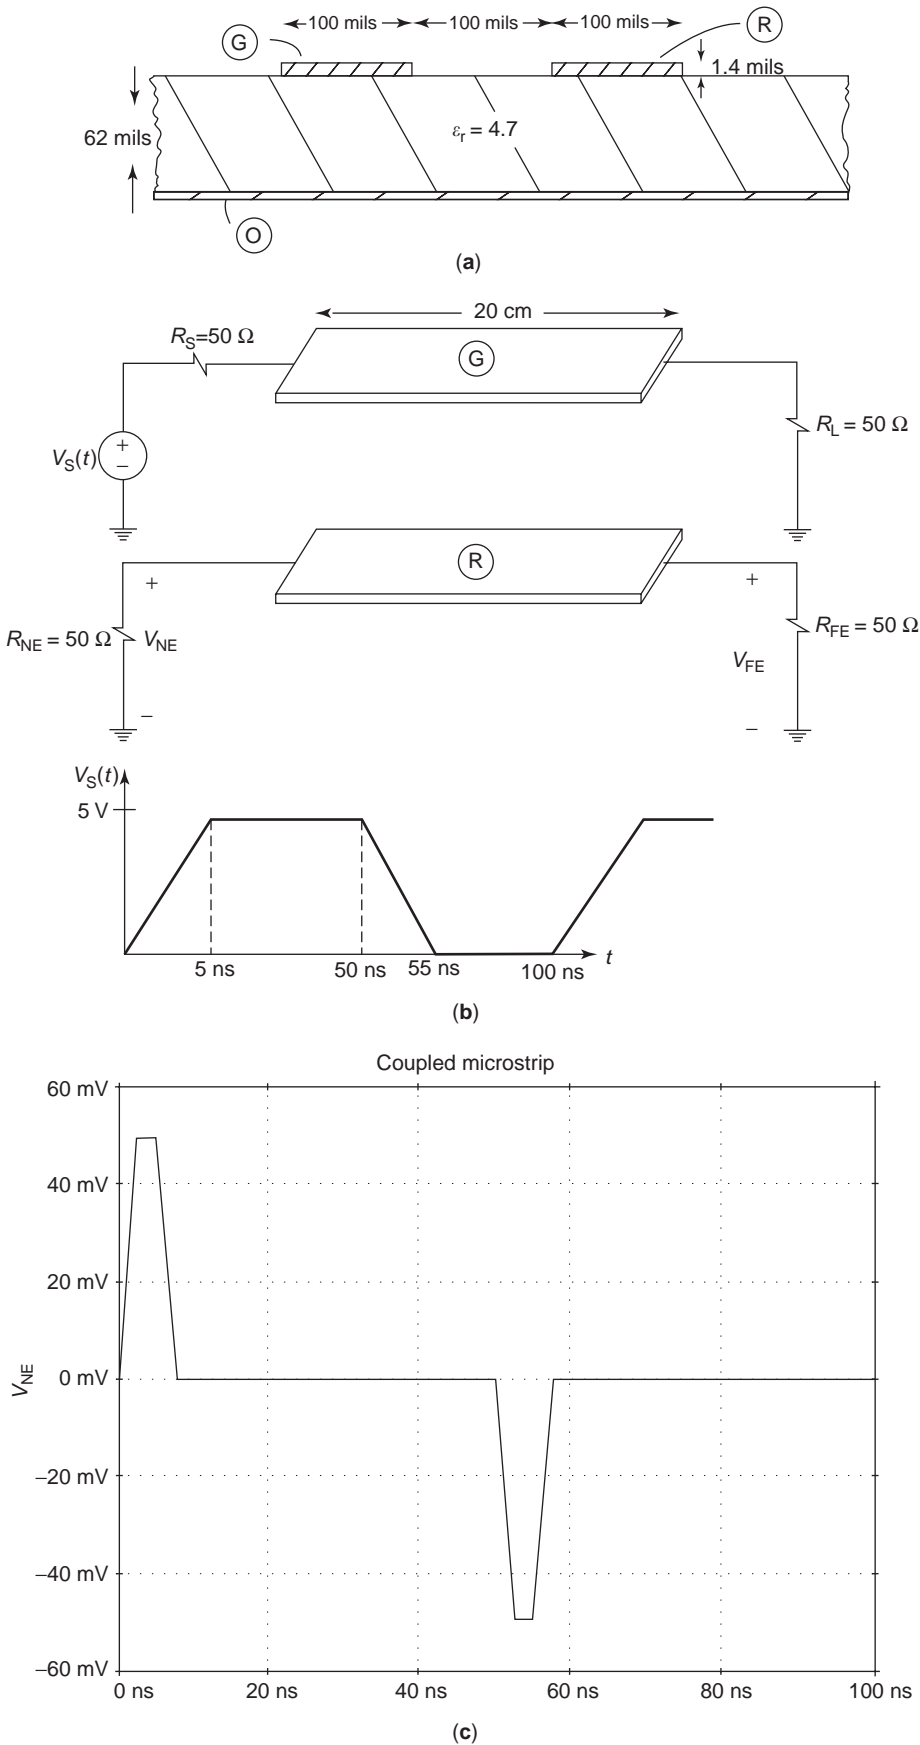 100 mils 100 mils 100 mils
G
R
1.4 mils
62 mils
εr = 4.7
O
(a)
20 cm
RS=50 Ω
G
VS(t)
+
−
RL = 50 Ω
R
+
+
RNE = 50 Ω
VNE
RFE = 50 Ω
VFE
−
−
VS(t)
5 V
5 ns
50 ns
55 ns
100 ns
t
(b)
Coupled microstrip
60 mV
40 mV
20 mV
0 mV
−20 mV
−40 mV
−60 mV
VNE
0 ns 20 ns 40 ns 60 ns 80 ns 100 ns
(c)